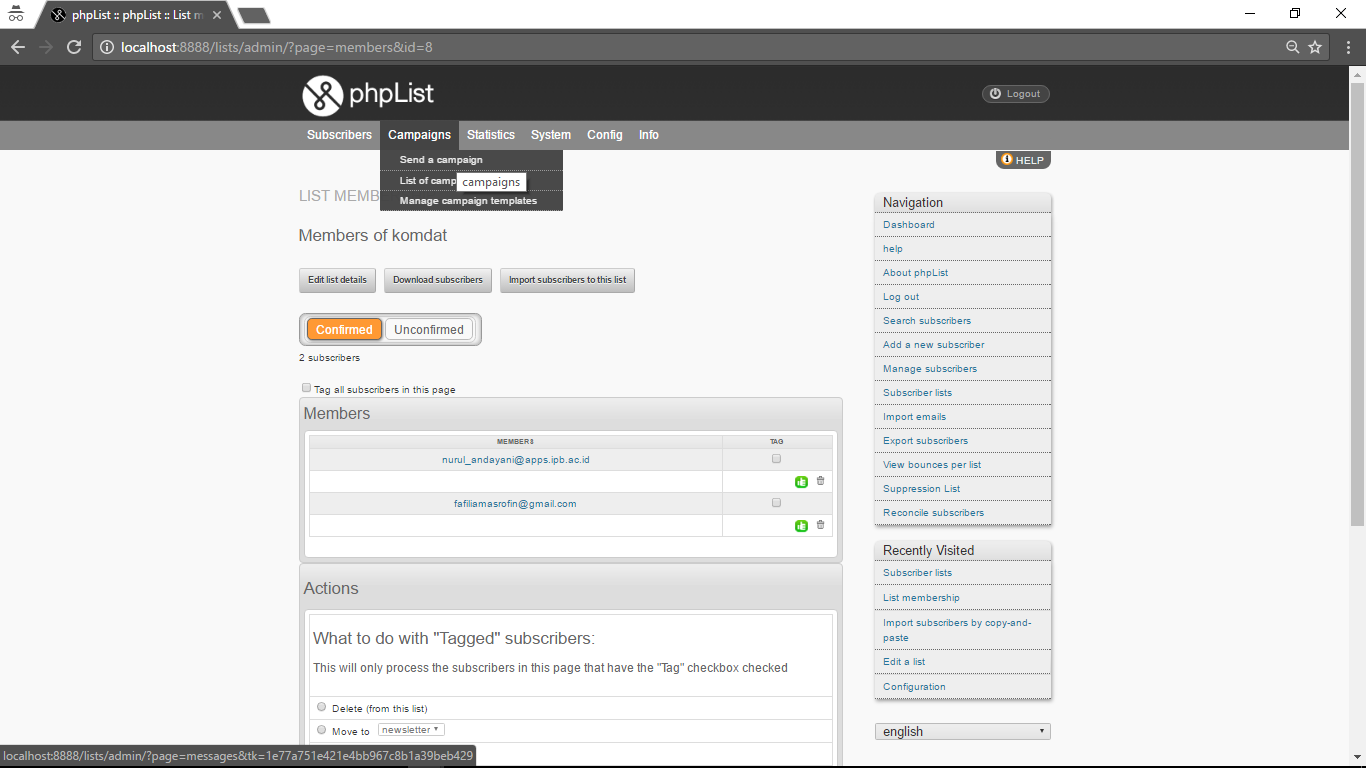 phpList :: phpList :: List m
localhost:8888/lists/admin/?page=members&id=8
phpList
Logout
Subscribers Campaigns Statistics System Config Info
HELP
Send a campaign
List of camp
campaigns
Manage campaign templates
LIST MEMB
Members of komdat
Edit list details Download subscribers Import subscribers to this list
Confirmed Unconfirmed
2 subscribers
Tag all subscribers in this page
Members
MEMBERS TAG
nurul_andayani@apps.ipb.ac.id
fafiliamasrofin@gmail.com
Actions
What to do with "Tagged" subscribers:
This will only process the subscribers in this page that have the "Tag" checkbox checked
Delete (from this list)
Move to newsletter
Navigation
Dashboard
help
About phpList
Log out
Search subscribers
Add a new subscriber
Manage subscribers
Subscriber lists
Import emails
Export subscribers
View bounces per list
Suppression List
Reconcile subscribers
Recently Visited
Subscriber lists
List membership
Import subscribers by copy-and-
paste
Edit a list
Configuration
english
localhost:8888/lists/admin/?page=messages&tk=1e77a751e421e4bb967c8b1a39beb429